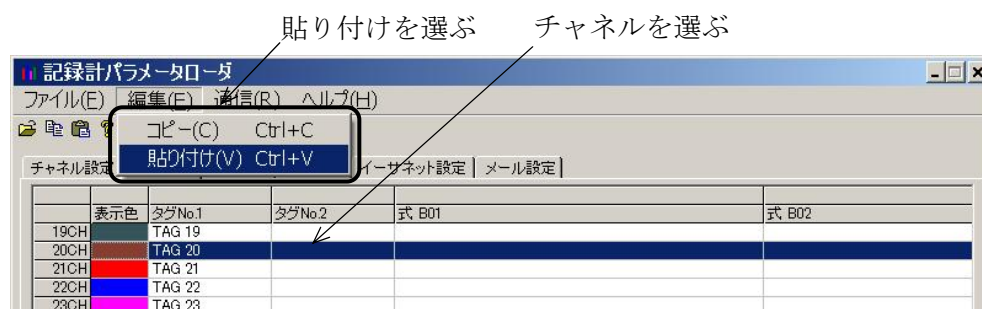 貼り付けを選ぶ チャネルを選ぶ
記録計パラメータローダ
ファイル(F) 編集(E) 通信(R) ヘルプ(H)
コピー(C) Ctrl+C
貼り付け(V) Ctrl+V
チャネル設定 イーサネット設定 メール設定
表示色 タグNo.1 タグNo.2 式 B01 式 B02
19CH TAG 19
20CH TAG 20
21CH TAG 21
22CH TAG 22
23CH TAG 23